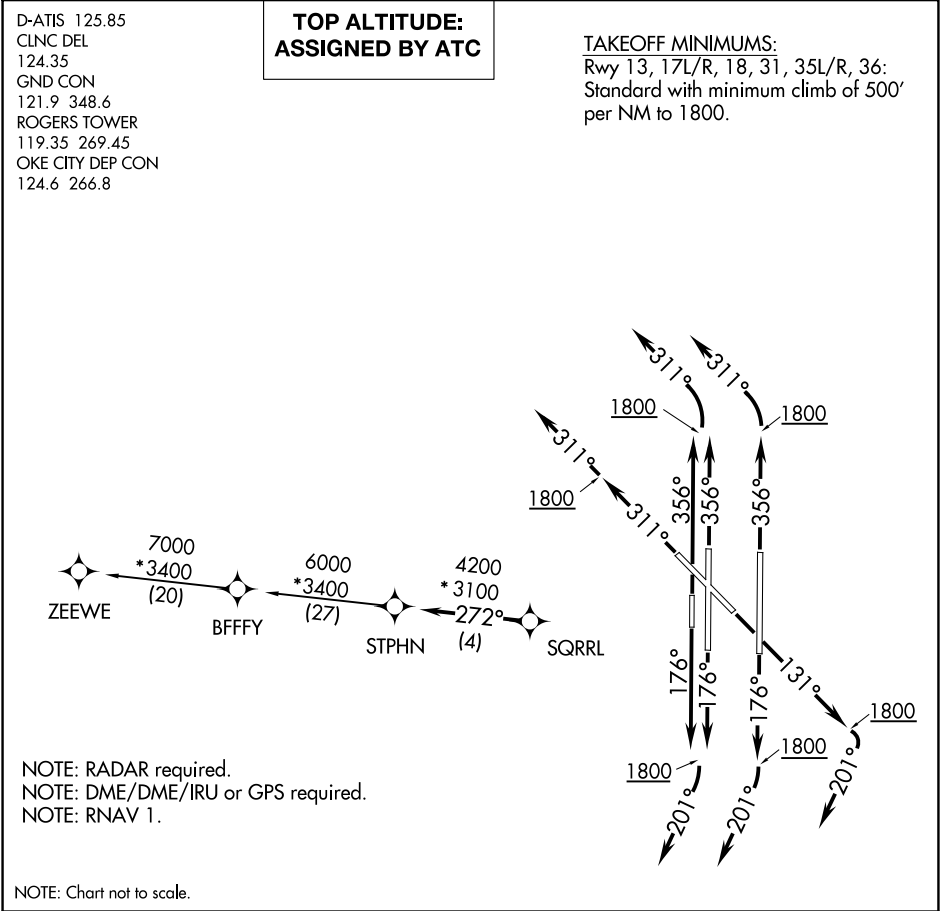 D-ATIS 125.85
CLNC DEL
124.35
GND CON
121.9 348.6
ROGERS TOWER
119.35 269.45
OKE CITY DEP CON
124.6 266.8
TOP ALTITUDE:
ASSIGNED BY ATC
TAKEOFF MINIMUMS:
Rwy 13, 17L/R, 18, 31, 35L/R, 36:
Standard with minimum climb of 500'
per NM to 1800.
311°
311°
1800
1800
311°
1800
356°
356°
356°
311°
7000
*3400
(20)
6000
*3400
(27)
4200
*3100
272°
(4)
ZEEWE
BFFFY
STPHN
SQRRL
176°
176°
176°
131°
1800
1800
1800
201°
201°
201°
NOTE: RADAR required.
NOTE: DME/DME/IRU or GPS required.
NOTE: RNAV 1.
NOTE: Chart not to scale.